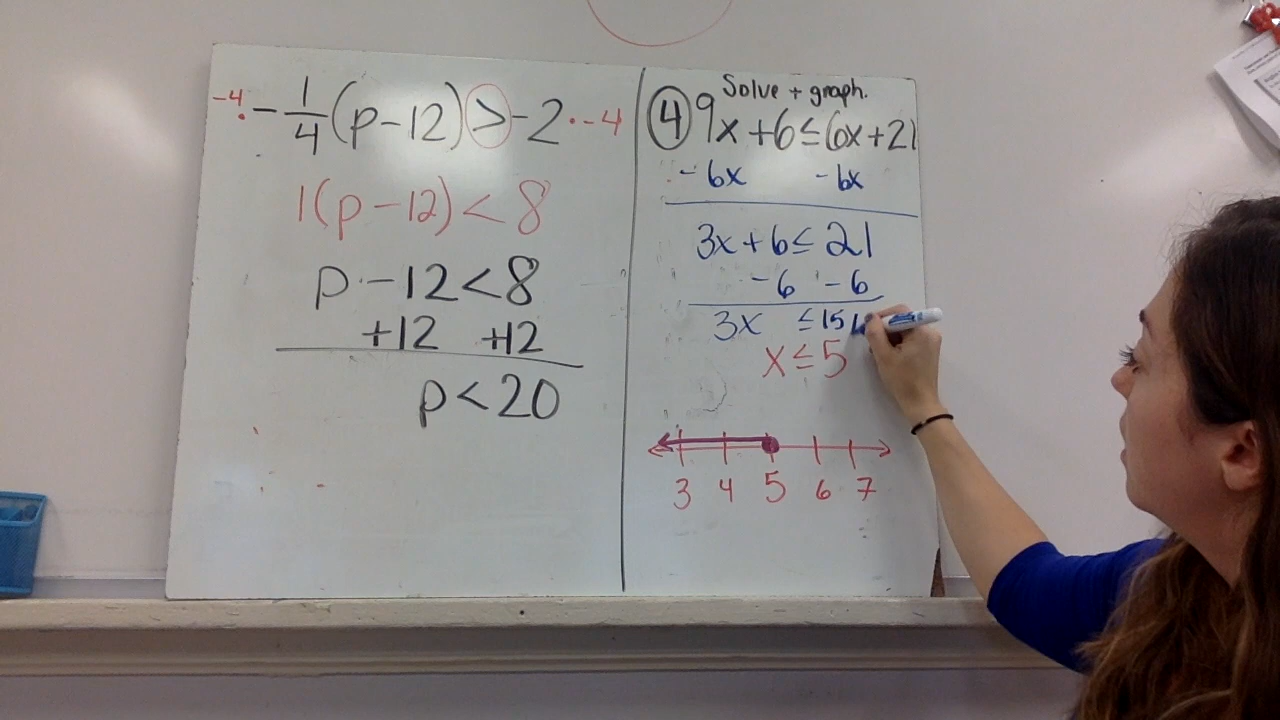 -4 · -1/4(p-12) > -2 · -4
1(p-12) < 8
p-12 < 8
+12 +12
p < 20
Solve + graph.
④ 9x+6 ≤ 6x+21
-6x -6x
3x+6 ≤ 21
-6 -6
3x ≤ 15
x ≤ 5
3 4 5 6 7